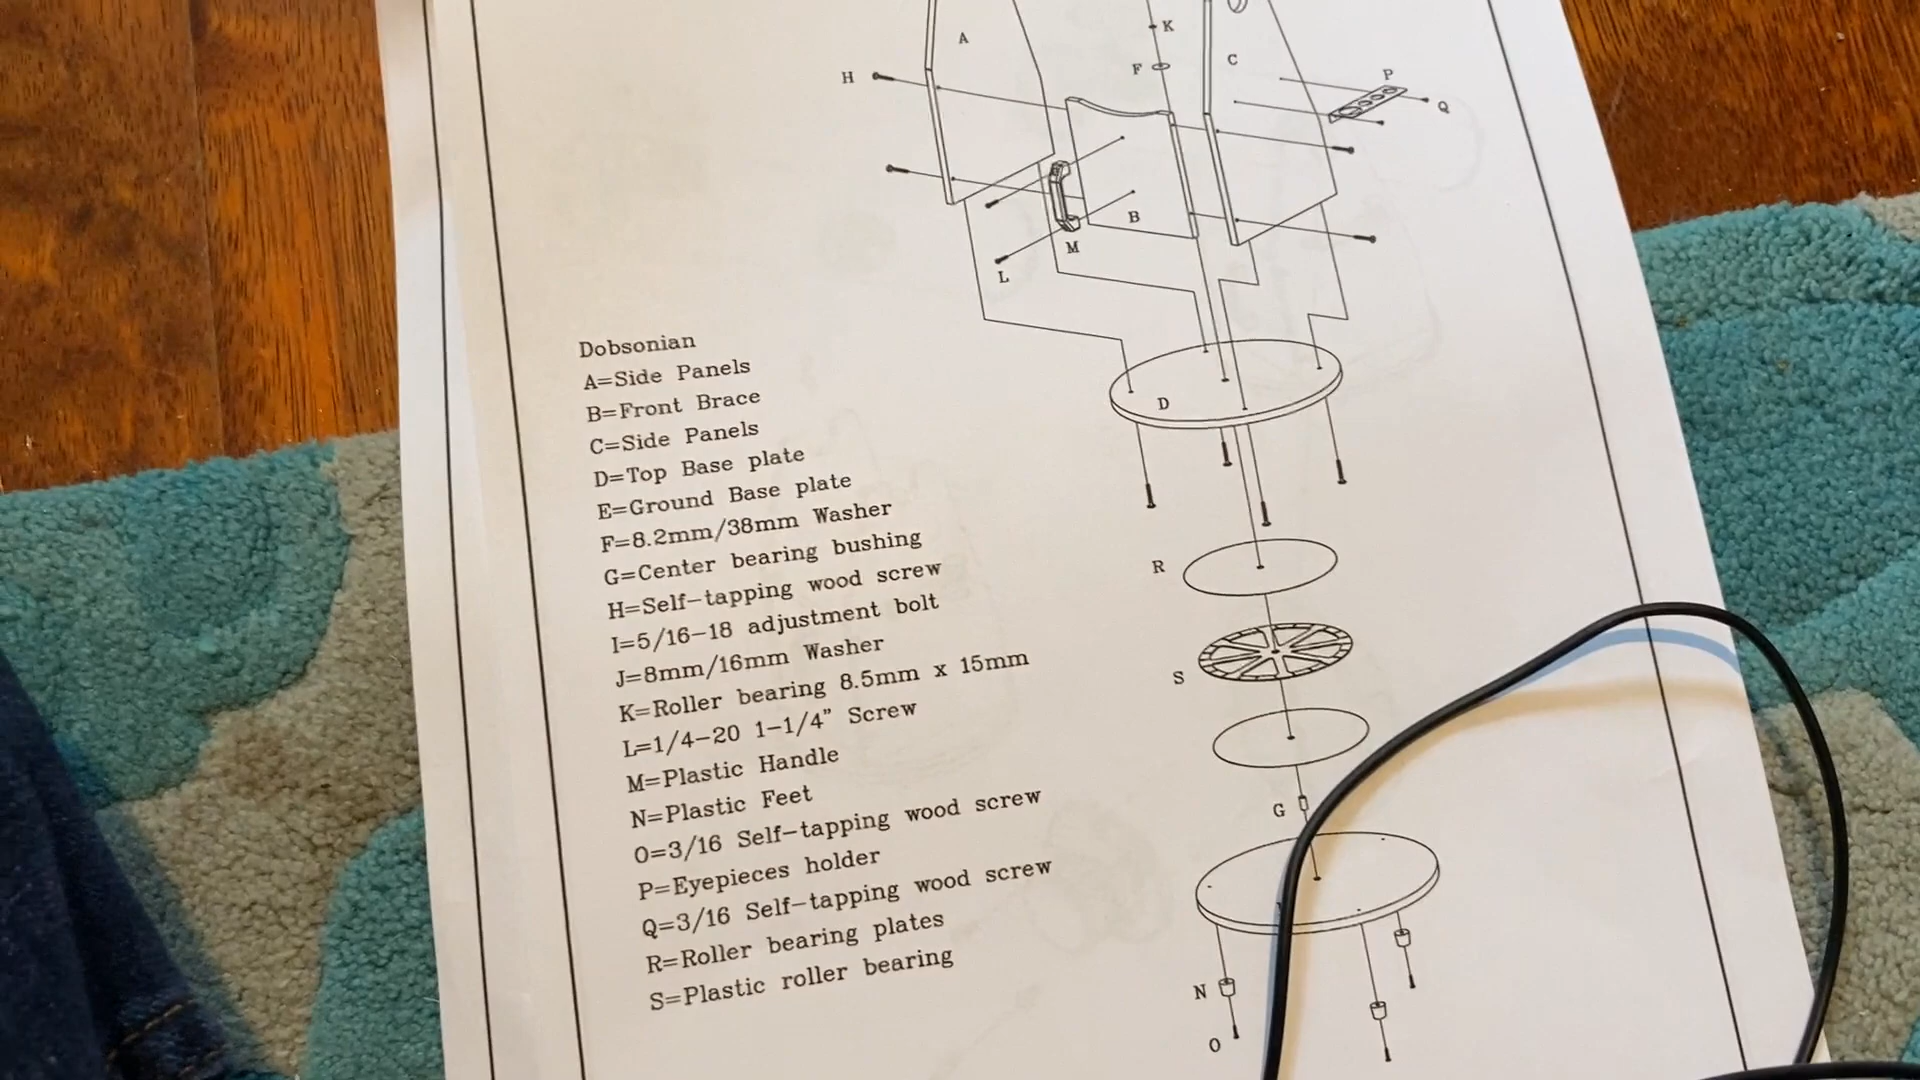 A
K
F
C
P
H
Q
B
M
L
Dobsonian
A=Side Panels
B=Front Brace
C=Side Panels
D=Top Base plate
E=Ground Base plate
F=8.2mm/38mm Washer
G=Center bearing bushing
H=Self-tapping wood screw
I=5/16-18 adjustment bolt
J=8mm/16mm Washer
K=Roller bearing 8.5mm x 15mm
L=1/4-20 1-1/4” Screw
M=Plastic Handle
N=Plastic Feet
O=3/16 Self-tapping wood screw
P=Eyepieces holder
Q=3/16 Self-tapping wood screw
R=Roller bearing plates
S=Plastic roller bearing
D
R
S
G
N
O